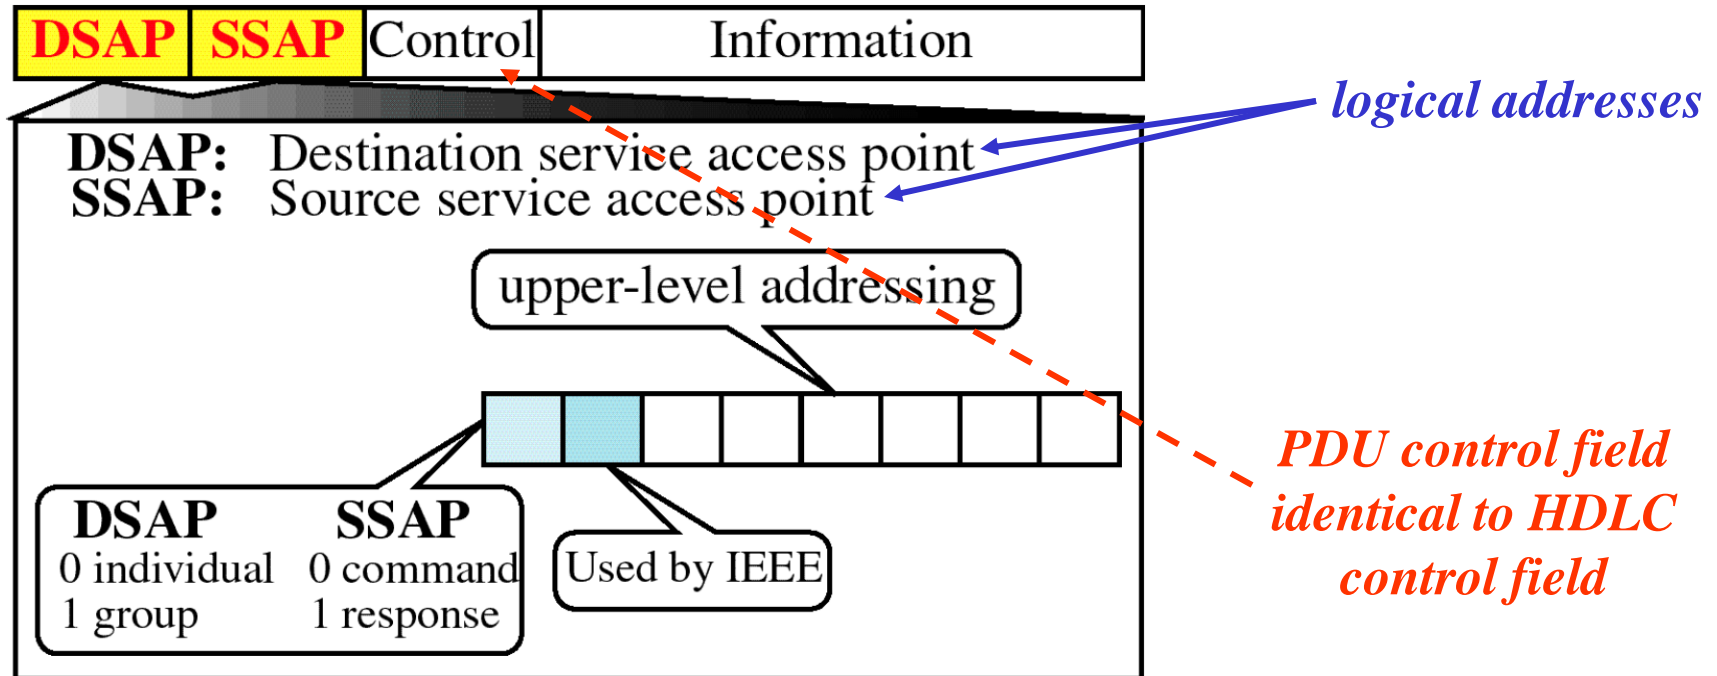 DSAP SSAP Control Information
logical addresses
DSAP: Destination service access point
SSAP: Source service access point
upper-level addressing
PDU control field
identical to HDLC
control field
DSAP SSAP
0 individual 0 command
1 group 1 response
Used by IEEE